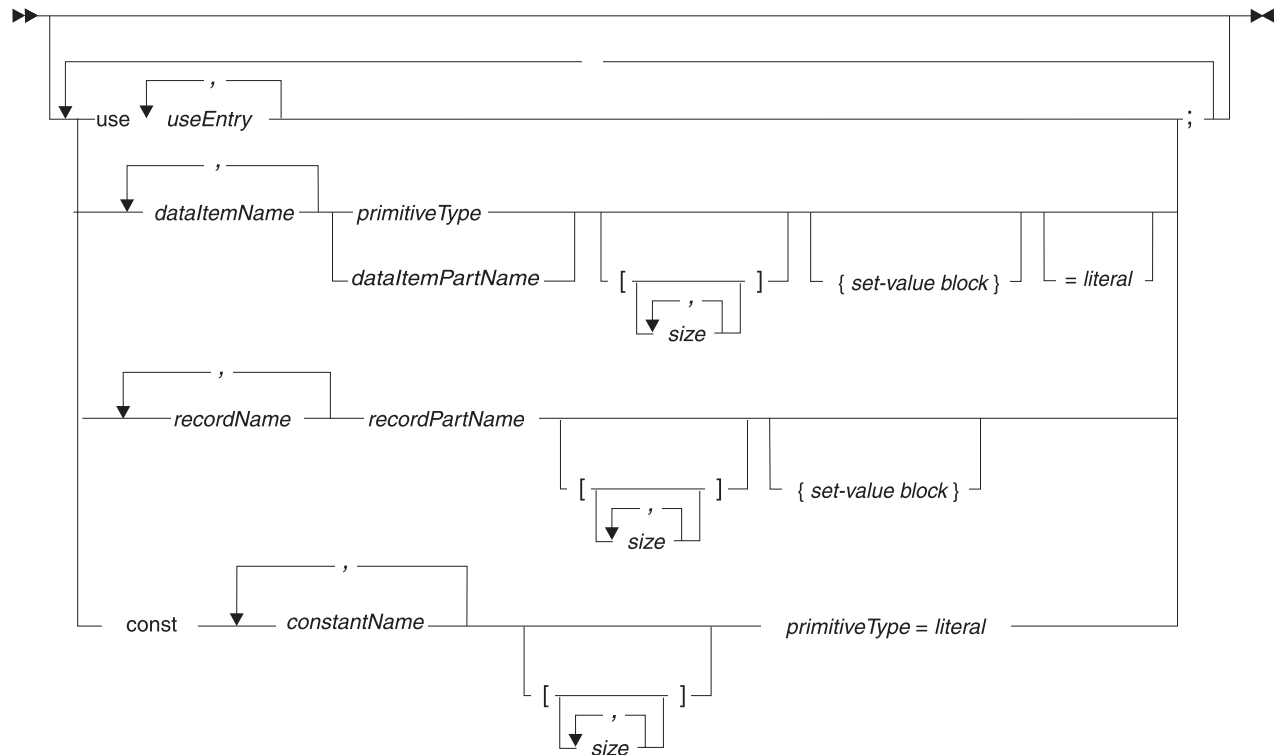 ,
use useEntry ;
,
dataItemName primitiveType
dataItemPartName [ ] { set-value block } = literal
,
size
,
recordName recordPartName
[ ] { set-value block }
,
size
,
const constantName primitiveType = literal
[ ]
,
size